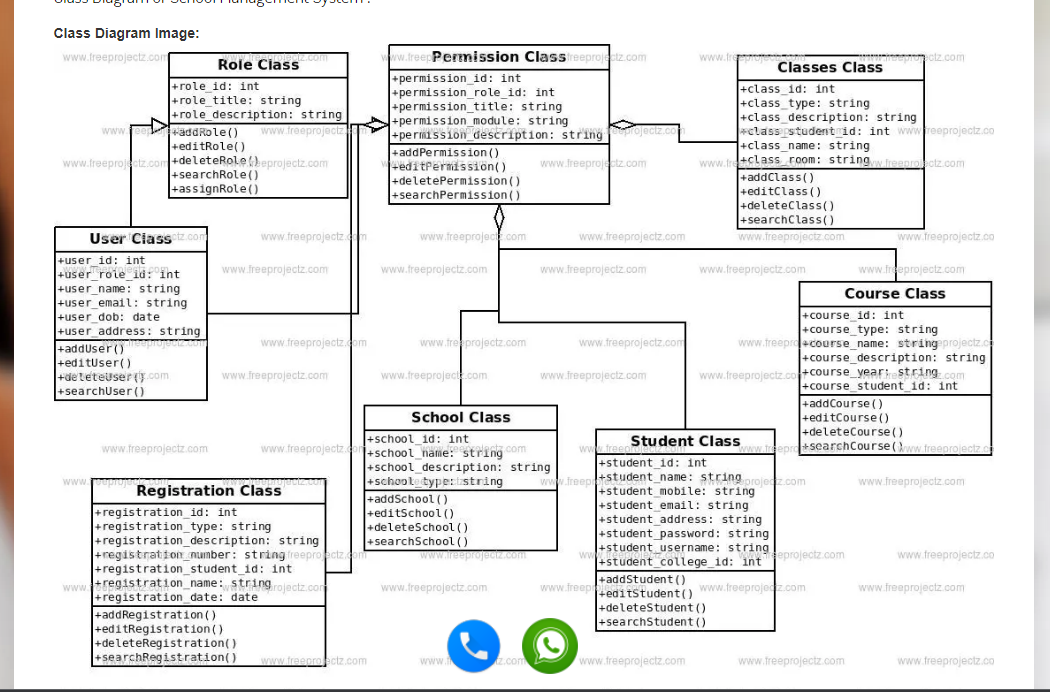 Class Diagram of School Management System :
Class Diagram Image:
Role Class
+role_id: int
+role_title: string
+role_description: string
+addRole()
+editRole()
+deleteRole()
+searchRole()
+assignRole()
Permission Class
+permission_id: int
+permission_role_id: int
+permission_title: string
+permission_module: string
+permission_description: string
+addPermission()
+editPermission()
+deletePermission()
+searchPermission()
Classes Class
+class_id: int
+class_type: string
+class_description: string
+class_student_id: int
+class_name: string
+class_room: string
+addClass()
+editClass()
+deleteClass()
+searchClass()
User Class
+user_id: int
+user_role_id: int
+user_name: string
+user_email: string
+user_dob: date
+user_address: string
+addUser()
+editUser()
+deleteUser()
+searchUser()
Course Class
+course_id: int
+course_type: string
+course_name: string
+course_description: string
+course_year: string
+course_student_id: int
+addCourse()
+editCourse()
+deleteCourse()
+searchCourse()
School Class
+school_id: int
+school_name: string
+school_description: string
+school_type: string
+addSchool()
+editSchool()
+deleteSchool()
+searchSchool()
Student Class
+student_id: int
+student_name: string
+student_mobile: string
+student_email: string
+student_address: string
+student_password: string
+student_username: string
+student_college_id: int
+addStudent()
+editStudent()
+deleteStudent()
+searchStudent()
Registration Class
+registration_id: int
+registration_type: string
+registration_description: string
+registration_number: string
+registration_student_id: int
+registration_name: string
+registration_date: date
+addRegistration()
+editRegistration()
+deleteRegistration()
+searchRegistration()
www.freeprojectz.com